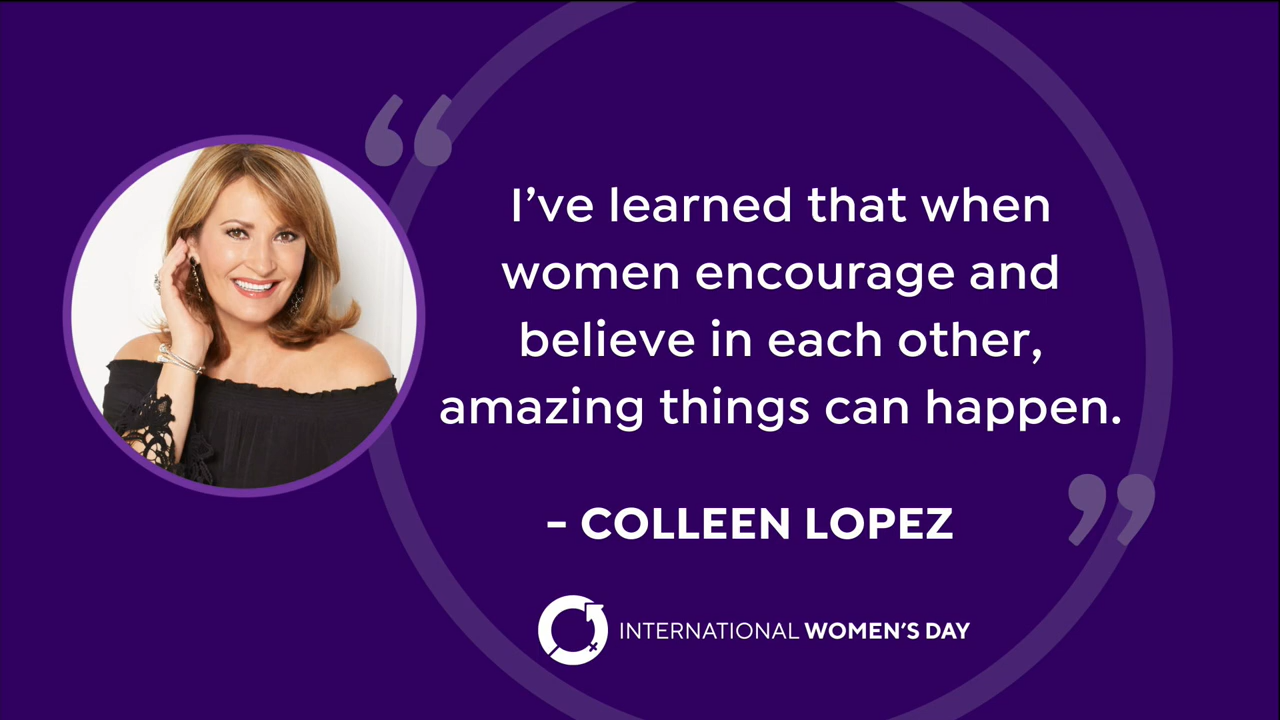 “
I’ve learned that when
women encourage and
believe in each other,
amazing things can happen.
”
- COLLEEN LOPEZ
INTERNATIONAL WOMEN’S DAY